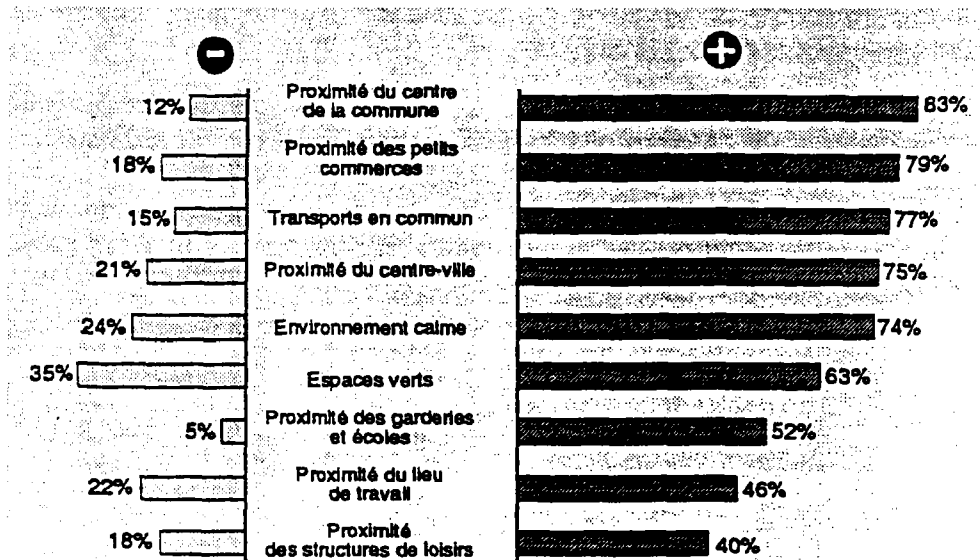 − +
12% Proximité du centre de la commune 83%
18% Proximité des petits commerces 79%
15% Transports en commun 77%
21% Proximité du centre-ville 75%
24% Environnement calme 74%
35% Espaces verts 63%
5% Proximité des garderies et écoles 52%
22% Proximité du lieu de travail 46%
18% Proximité des structures de loisirs 40%